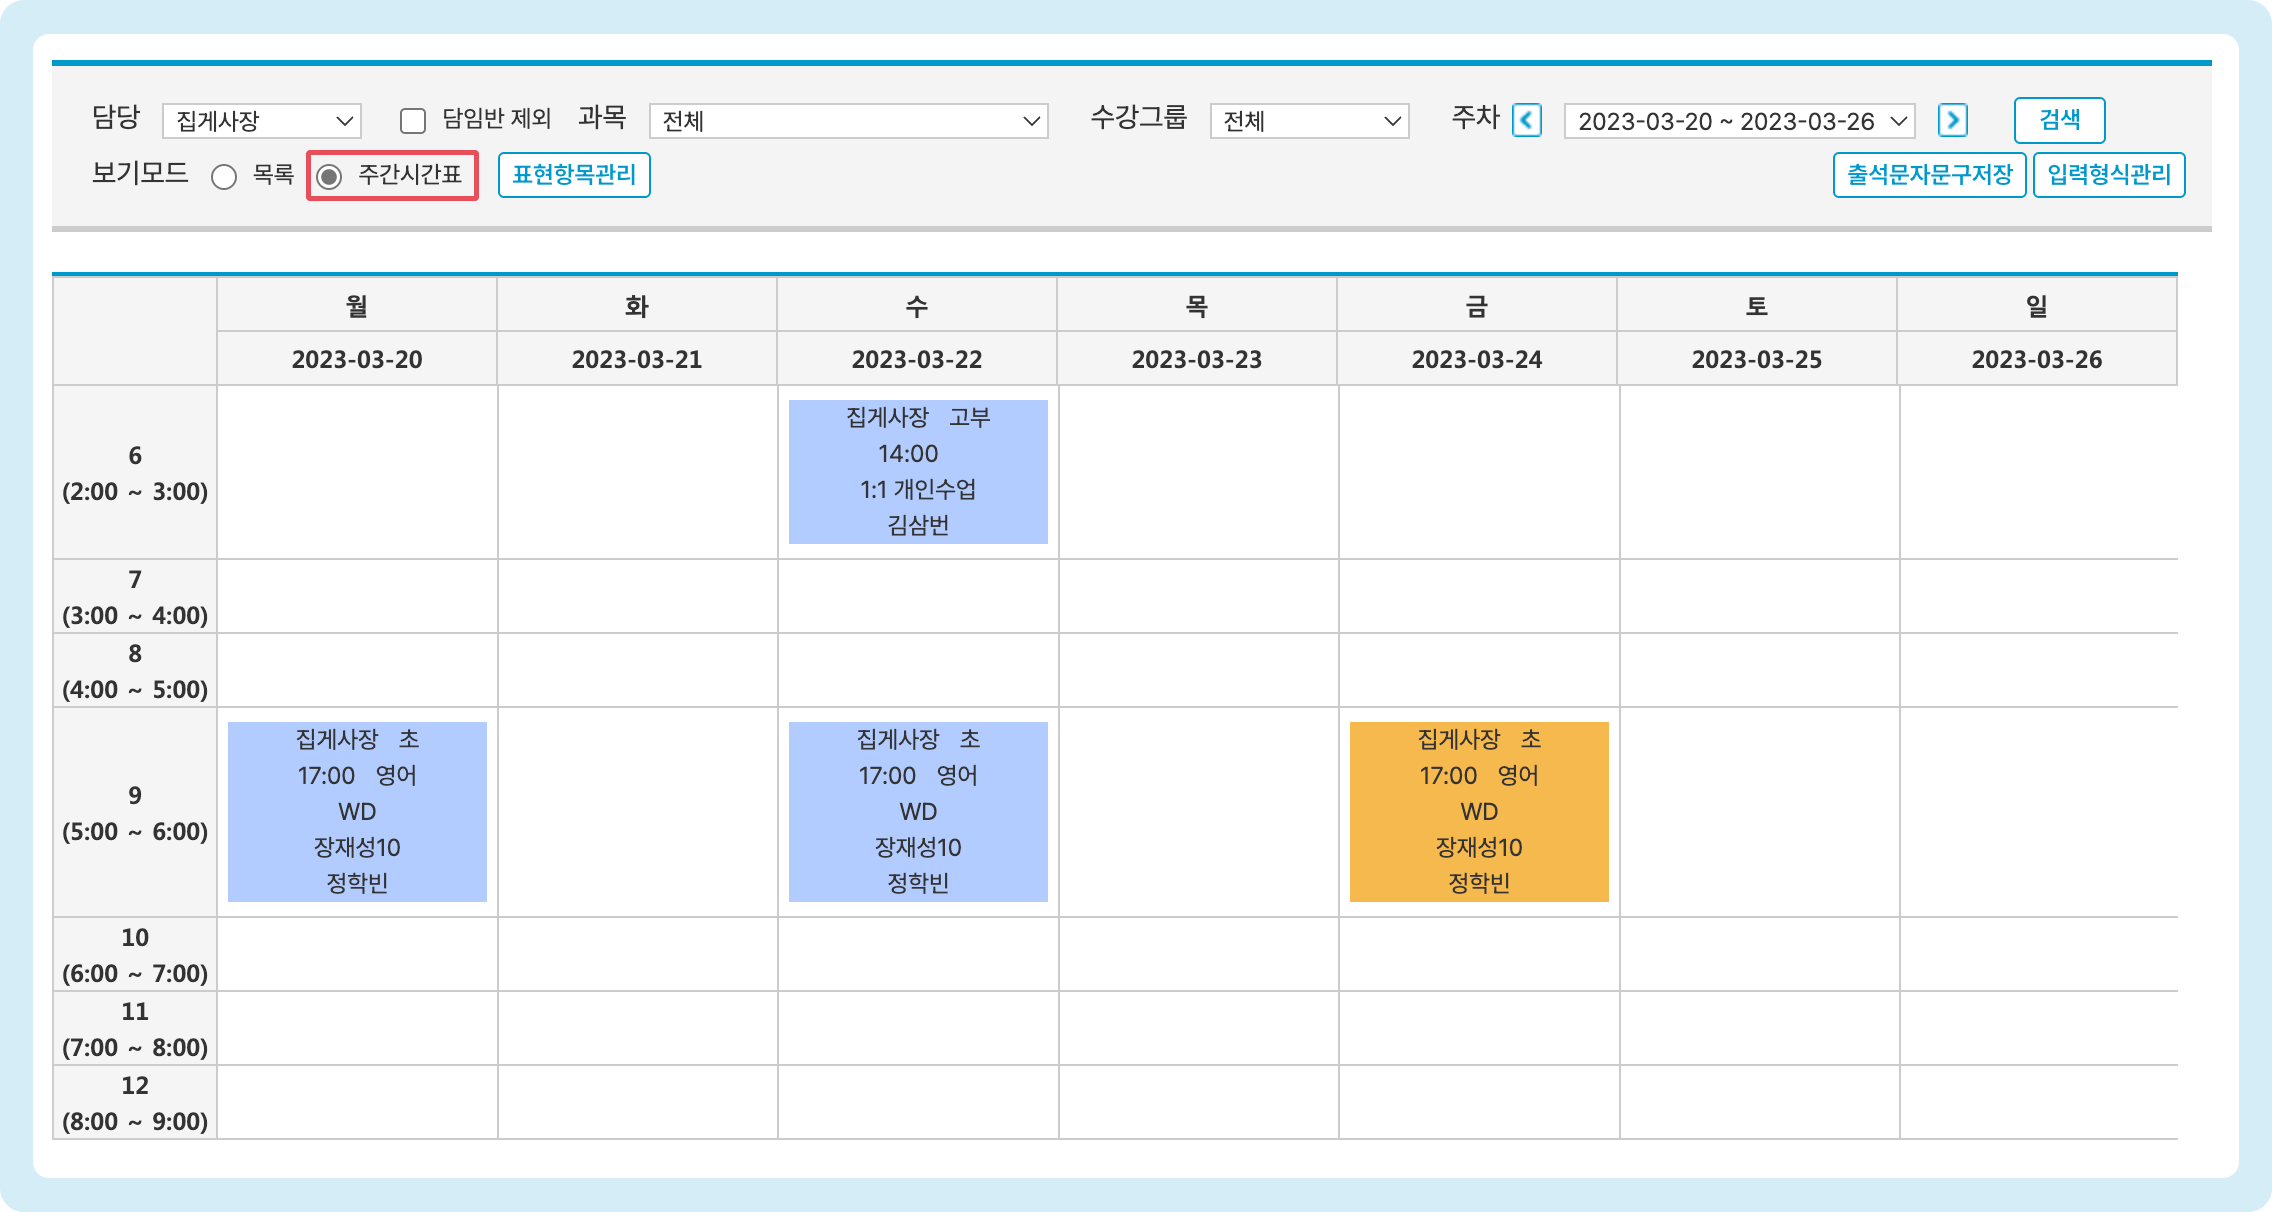 담당 집게사장 담임반 제외 과목 전체 수강그룹 전체 주차 2023-03-20 ~ 2023-03-26 검색
보기모드 목록 주간시간표 표현항목관리 출석문자문구저장 입력형식관리
월 화 수 목 금 토 일
2023-03-20 2023-03-21 2023-03-22 2023-03-23 2023-03-24 2023-03-25 2023-03-26
6
(2:00 ~ 3:00)
집게사장 고부
14:00
1:1 개인수업
김삼번
7
(3:00 ~ 4:00)
8
(4:00 ~ 5:00)
9
(5:00 ~ 6:00)
집게사장 초
17:00 영어
WD
장재성10
정학빈
집게사장 초
17:00 영어
WD
장재성10
정학빈
집게사장 초
17:00 영어
WD
장재성10
정학빈
10
(6:00 ~ 7:00)
11
(7:00 ~ 8:00)
12
(8:00 ~ 9:00)